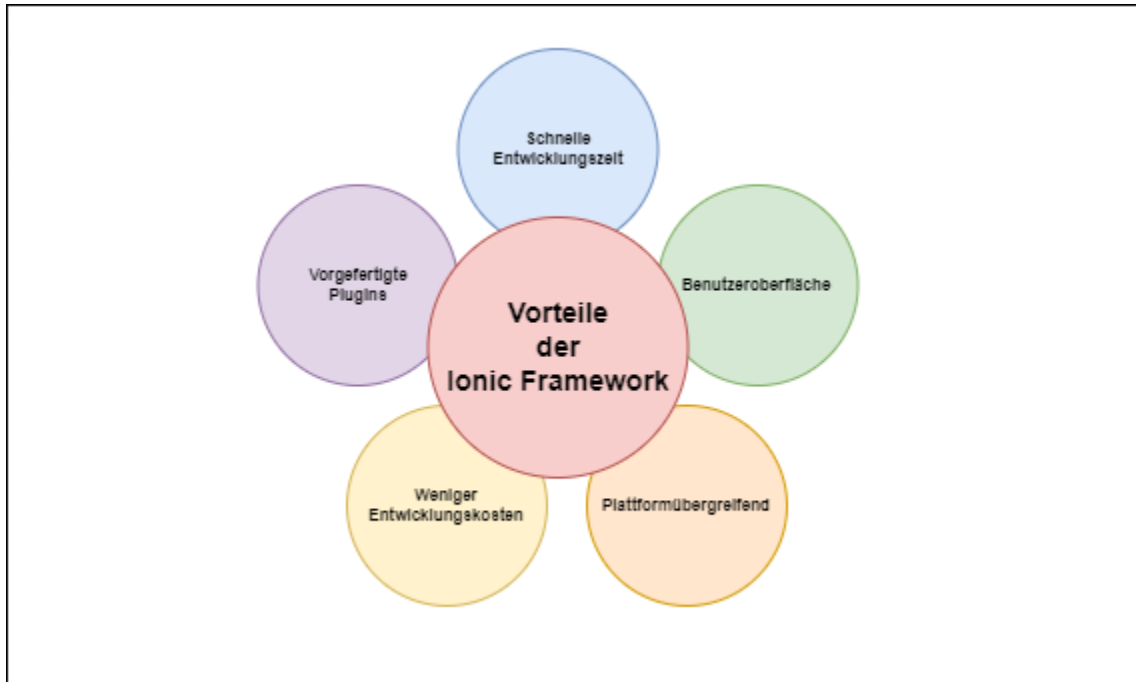 Schnelle
Entwicklungszeit
Vorgefertigte
Plugins
Benutzeroberfläche
Vorteile
der
Ionic Framework
Weniger
Entwicklungskosten
Plattformübergreifend